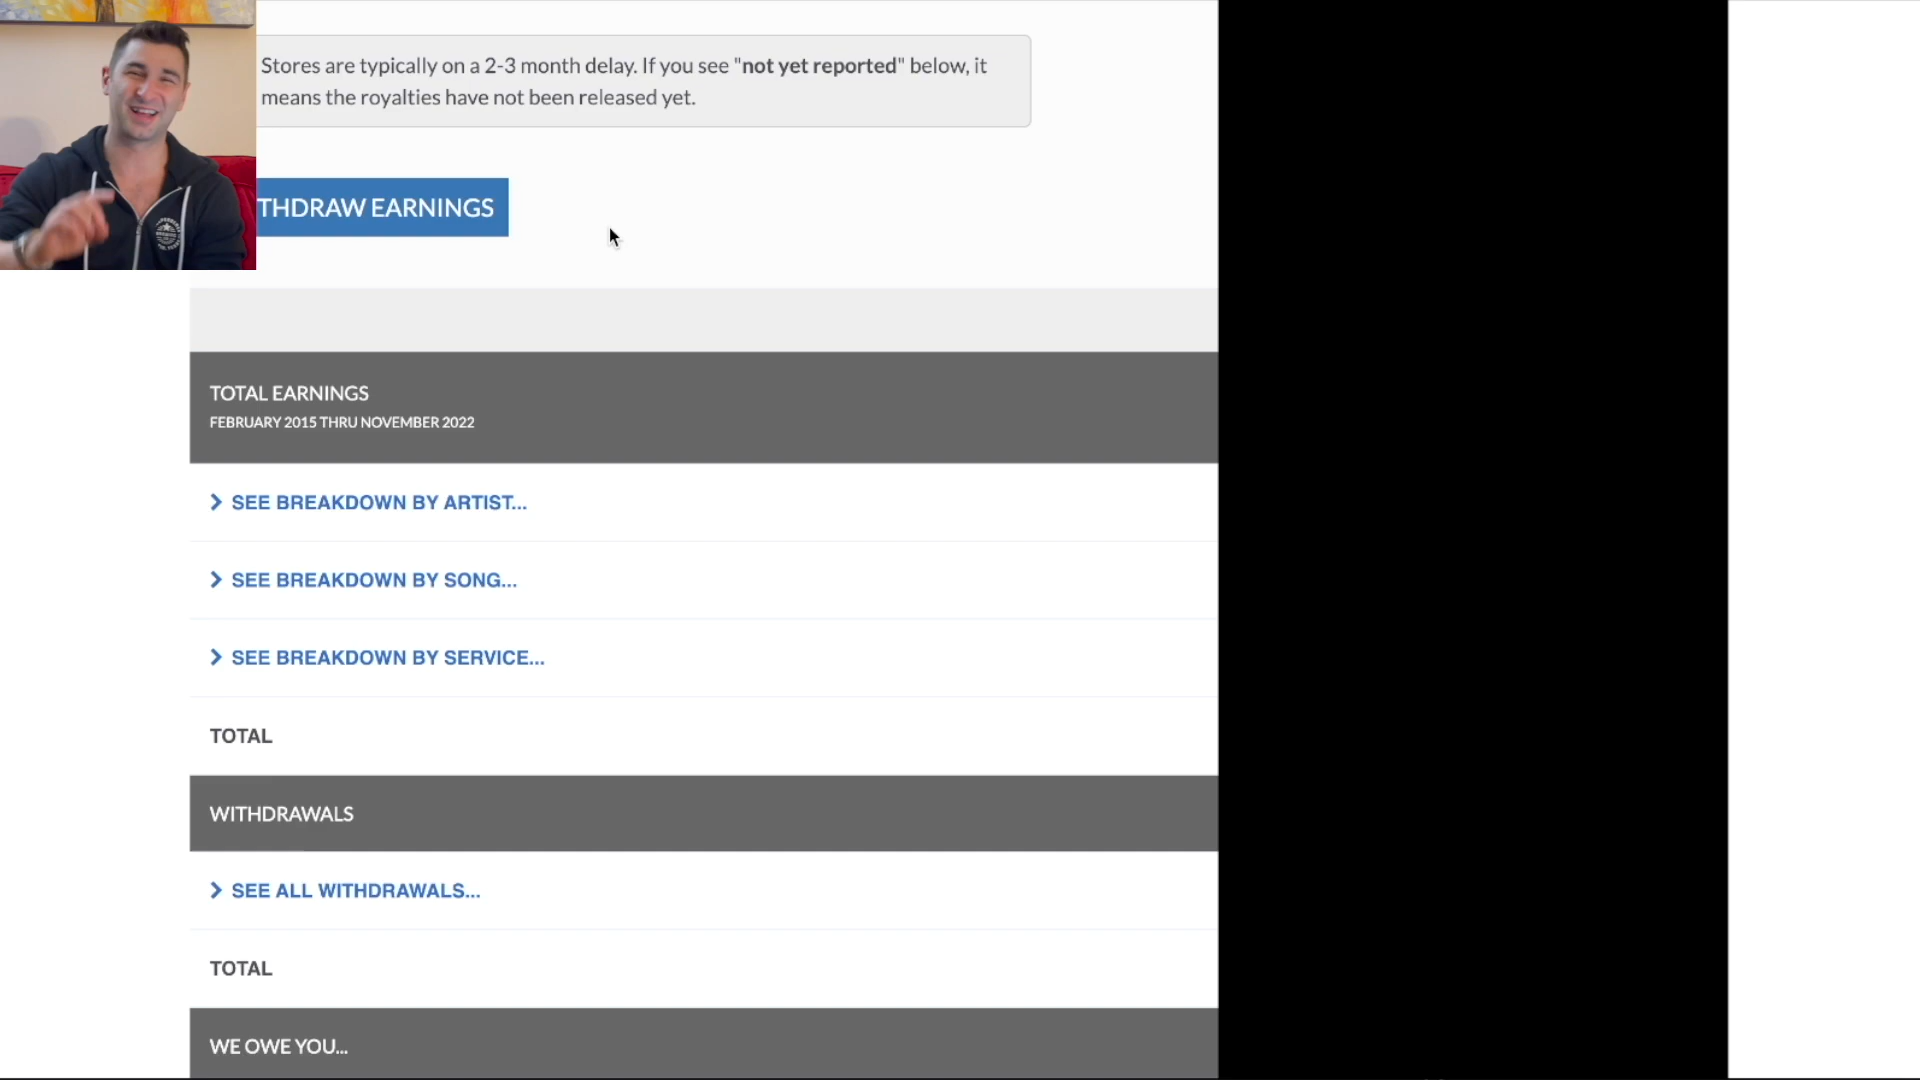 Stores are typically on a 2-3 month delay. If you see "not yet reported" below, it
means the royalties have not been released yet.
THDRAW EARNINGS
TOTAL EARNINGS
FEBRUARY 2015 THRU NOVEMBER 2022
SEE BREAKDOWN BY ARTIST...
SEE BREAKDOWN BY SONG...
SEE BREAKDOWN BY SERVICE...
TOTAL
WITHDRAWALS
SEE ALL WITHDRAWALS...
TOTAL
WE OWE YOU...